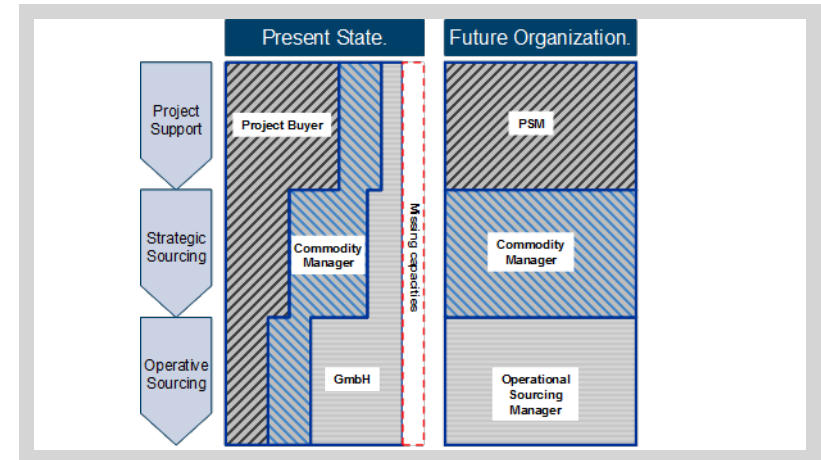 Present State.
Future Organization.
Project
Support
Project Buyer
PSM
Strategic
Sourcing
Commodity
Manager
Missing capacities
Commodity
Manager
Operative
Sourcing
GmbH
Operational
Sourcing
Manager